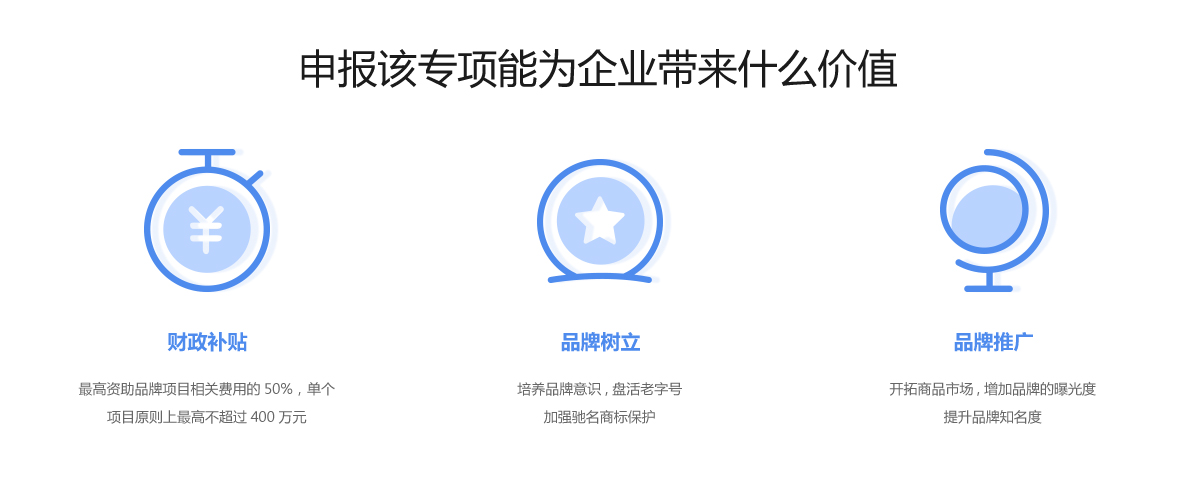 申报该专项能为企业带来什么价值
财政补贴
最高资助品牌项目相关费用的 50%，单个
项目原则上最高不超过 400 万元
品牌树立
培养品牌意识 , 盘活老字号
加强驰名商标保护
品牌推广
开拓商品市场 , 增加品牌的曝光度
提升品牌知名度